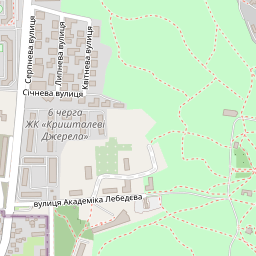 Серпнева вулиця
Липнева вулиця
Квітнева вулиця
Січнева вулиця
6 черга
ЖК «Кришталеві
Джерела»
вулиця Академіка Лебедєва